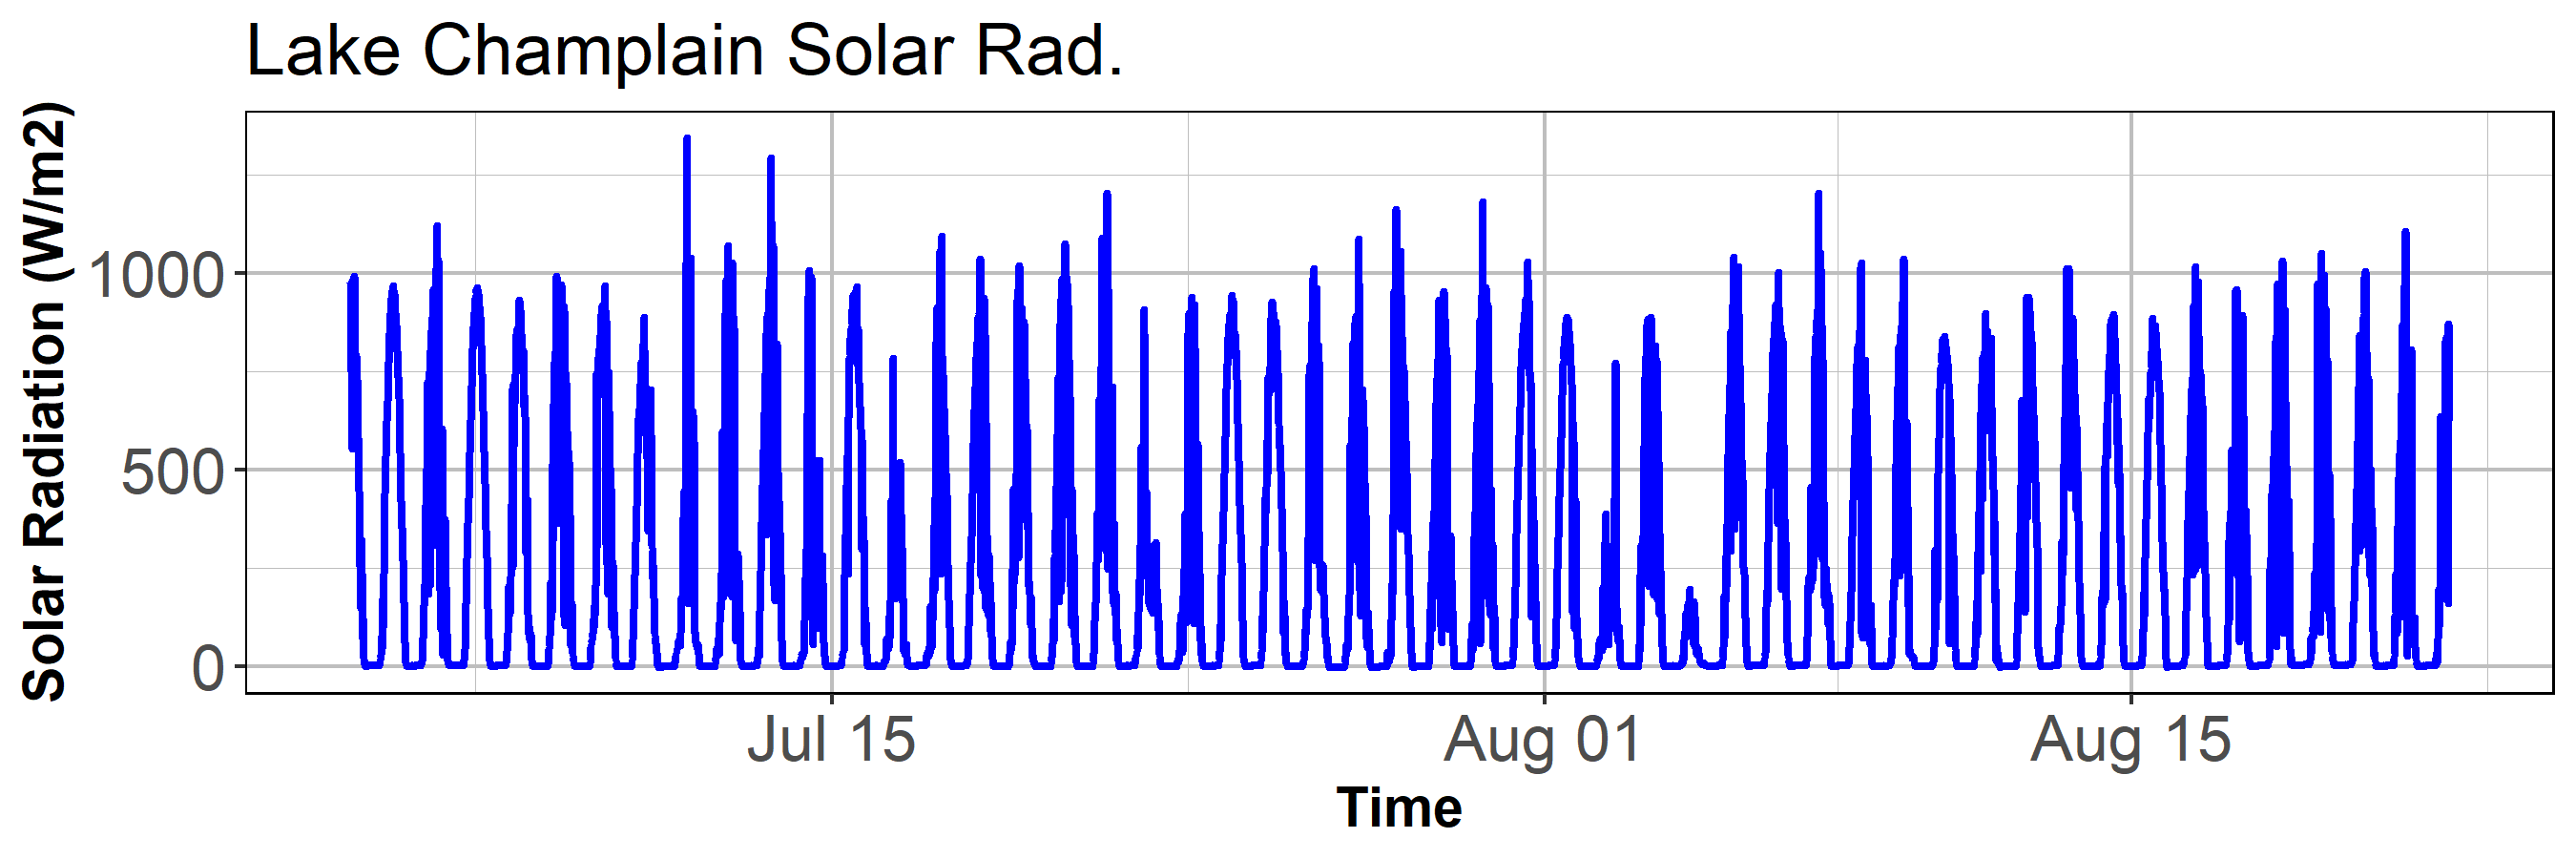 Lake Champlain Solar Rad.
Solar Radiation (W/m2)
1000
500
0
Jul 15
Aug 01
Aug 15
Time